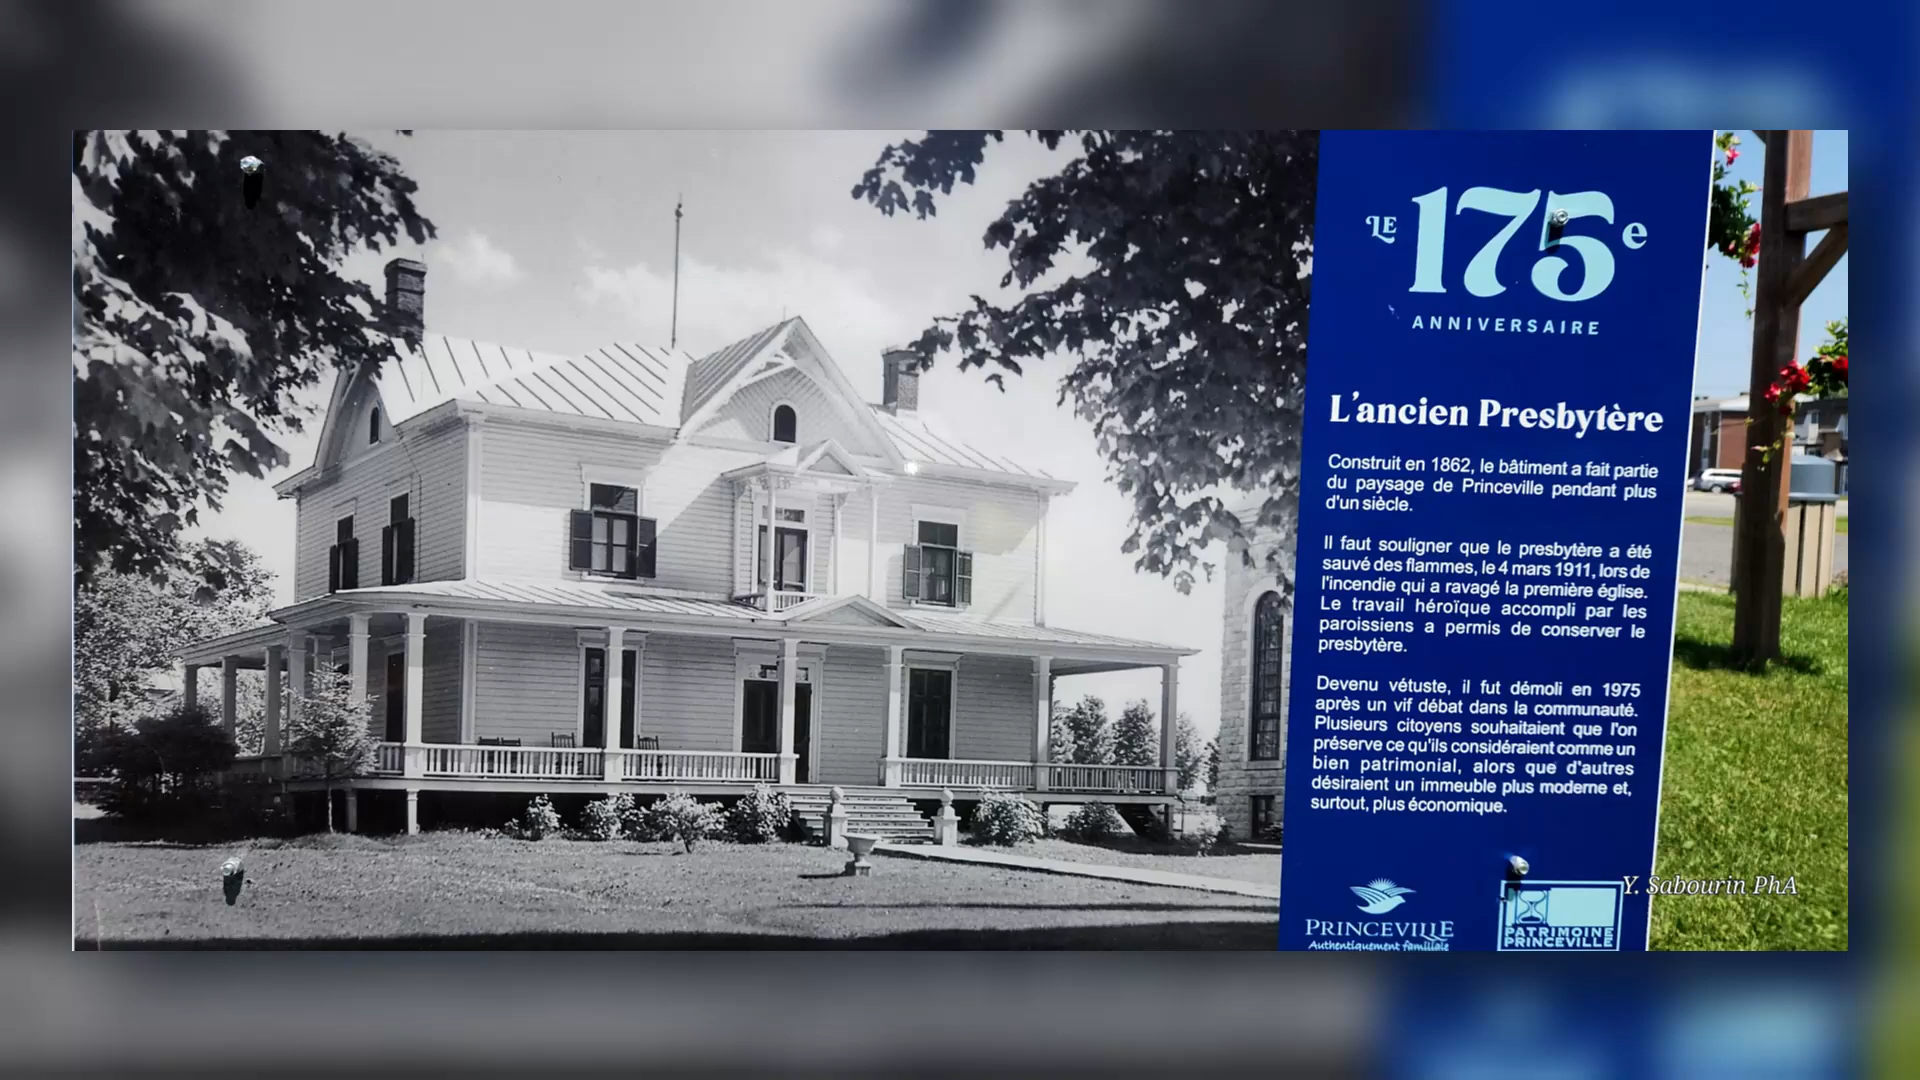 LE 175e
ANNIVERSAIRE
L'ancien Presbytère
Construit en 1862, le bâtiment a fait partie
du paysage de Princeville pendant plus
d'un siècle.
Il faut souligner que le presbytère a été
sauvé des flammes, le 4 mars 1911, lors de
l'incendie qui a ravagé la première église.
Le travail héroïque accompli par les
paroissiens a permis de conserver le
presbytère.
Devenu vétuste, il fut démoli en 1975
après un vif débat dans la communauté.
Plusieurs citoyens souhaitaient que l'on
préserve ce qu'ils considéraient comme un
bien patrimonial, alors que d'autres
désiraient un immeuble plus moderne et,
surtout, plus économique.
Y. Sabourin PhA
PRINCEVILLE
Authentiquement familiale
PATRIMOINE
PRINCEVILLE